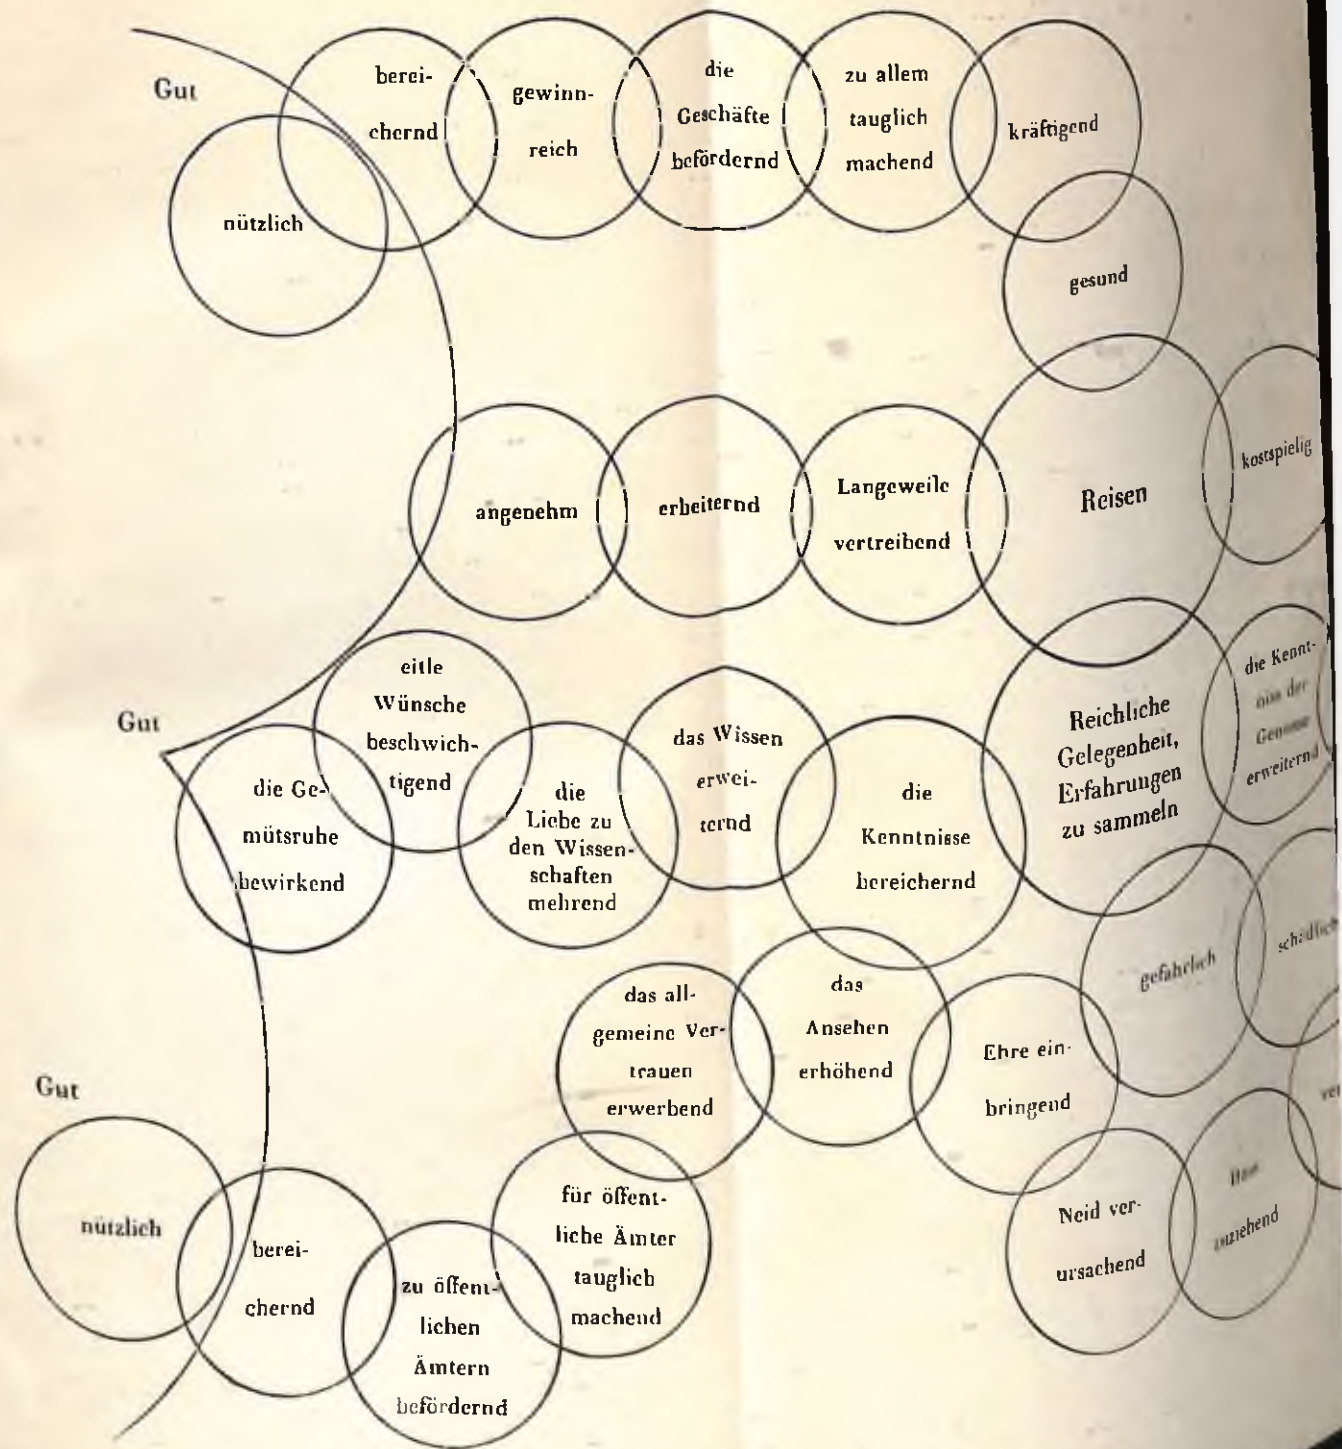 Gut
berei-
chernd
gewinn-
reich
die
Geschäfte
befördernd
zu allem
tauglich
machend
kräftigend
nützlich
gesund
kostspielig
angenehm
erheiternd
Langeweile
vertreibend
Reisen
Gut
eitle
Wünsche
beschwich-
tigend
die Ge-
mütsruhe
bewirkend
die
Liebe zu
den Wissen-
schaften
mehrend
das Wissen
erwei-
ternd
die
Kenntnisse
bereichernd
Reichliche
Gelegenheit,
Erfahrungen
zu sammeln
die Kennt-
niss der
Genüsse
erweiternd
gefährlich
schädlich
das all-
gemeine Ver-
trauen
erwerbend
das
Ansehen
erhöhend
Ehre ein-
bringend
Gut
nützlich
berei-
chernd
zu öffent-
lichen
Ämtern
befördernd
für öffent-
liche Ämter
tauglich
machend
Neid ver-
ursachend
Hass
zuziehend